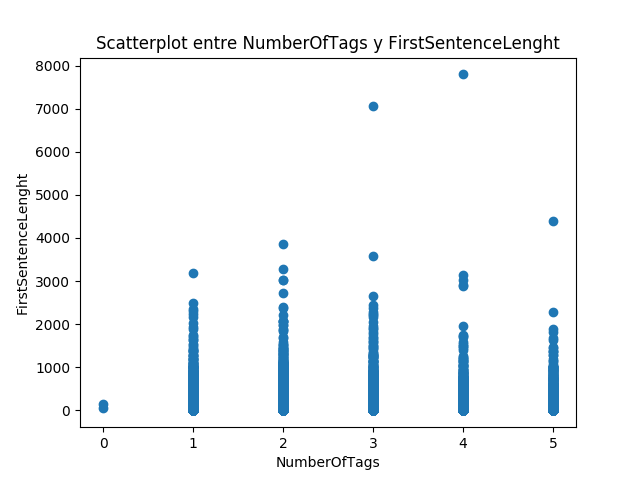 Scatterplot entre NumberOfTags y FirstSentenceLenght
8000
7000
6000
5000
4000
3000
2000
1000
0
FirstSentenceLenght
0 1 2 3 4 5
NumberOfTags